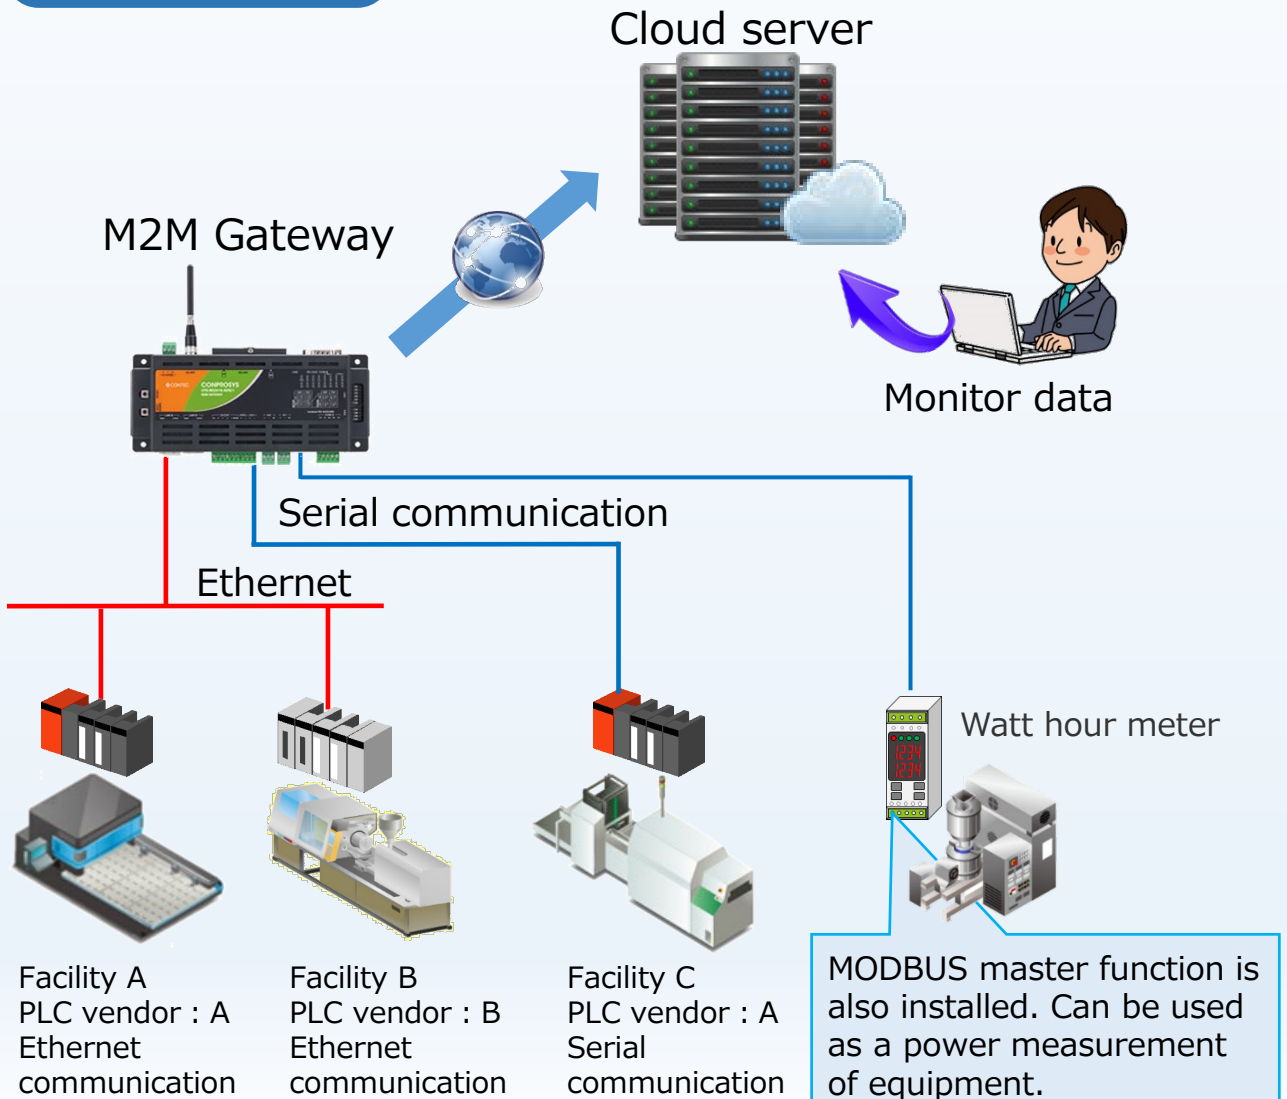 Cloud server
M2M Gateway
CONTEC
CONPROSYS
Monitor data
Serial communication
Ethernet
Watt hour meter
1234
1234
Facility A
PLC vendor : A
Ethernet
communication
Facility B
PLC vendor : B
Ethernet
communication
Facility C
PLC vendor : A
Serial
communication
MODBUS master function is
also installed. Can be used
as a power measurement
of equipment.